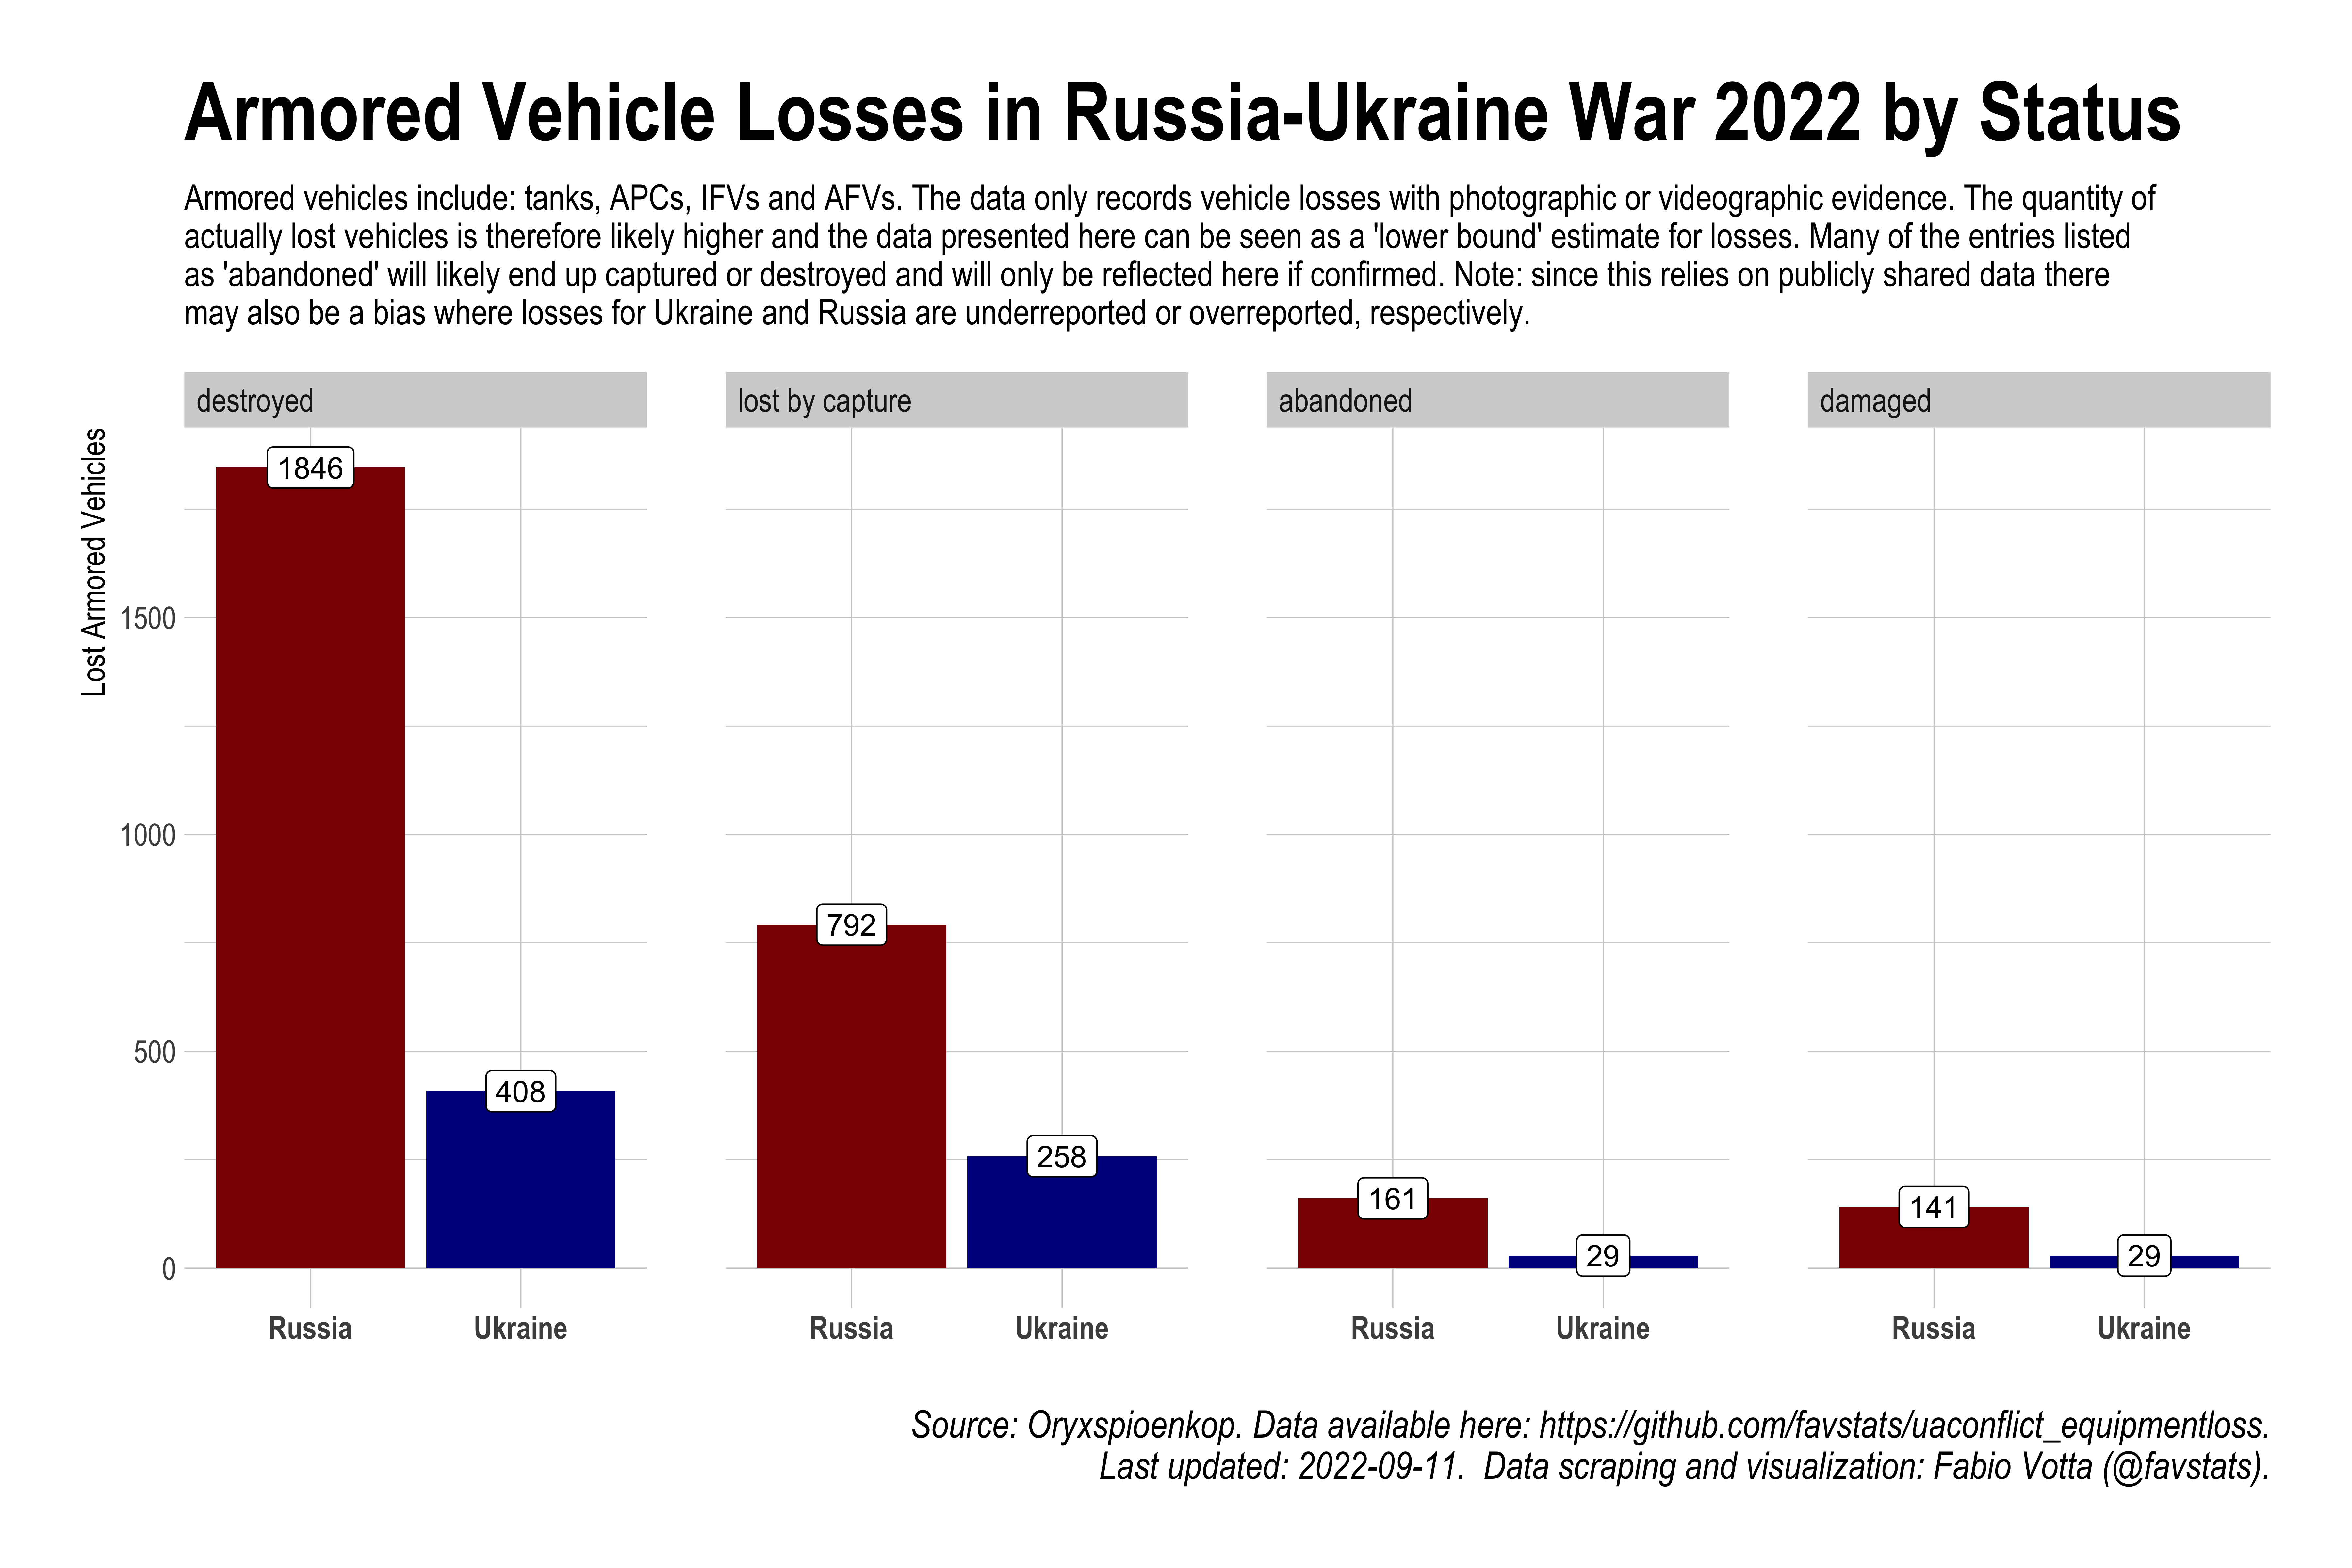 Armored Vehicle Losses in Russia-Ukraine War 2022 by Status
Armored vehicles include: tanks, APCs, IFVs and AFVs. The data only records vehicle losses with photographic or videographic evidence. The quantity of
actually lost vehicles is therefore likely higher and the data presented here can be seen as a 'lower bound' estimate for losses. Many of the entries listed
as 'abandoned' will likely end up captured or destroyed and will only be reflected here if confirmed. Note: since this relies on publicly shared data there
may also be a bias where losses for Ukraine and Russia are underreported or overreported, respectively.
destroyed
lost by capture
abandoned
damaged
Lost Armored Vehicles
1500
1000
500
0
1846
408
792
258
161
29
141
29
Russia
Ukraine
Russia
Ukraine
Russia
Ukraine
Russia
Ukraine
Source: Oryxspioenkop. Data available here: https://github.com/favstats/uaconflict_equipmentloss.
Last updated: 2022-09-11.  Data scraping and visualization: Fabio Votta (@favstats).